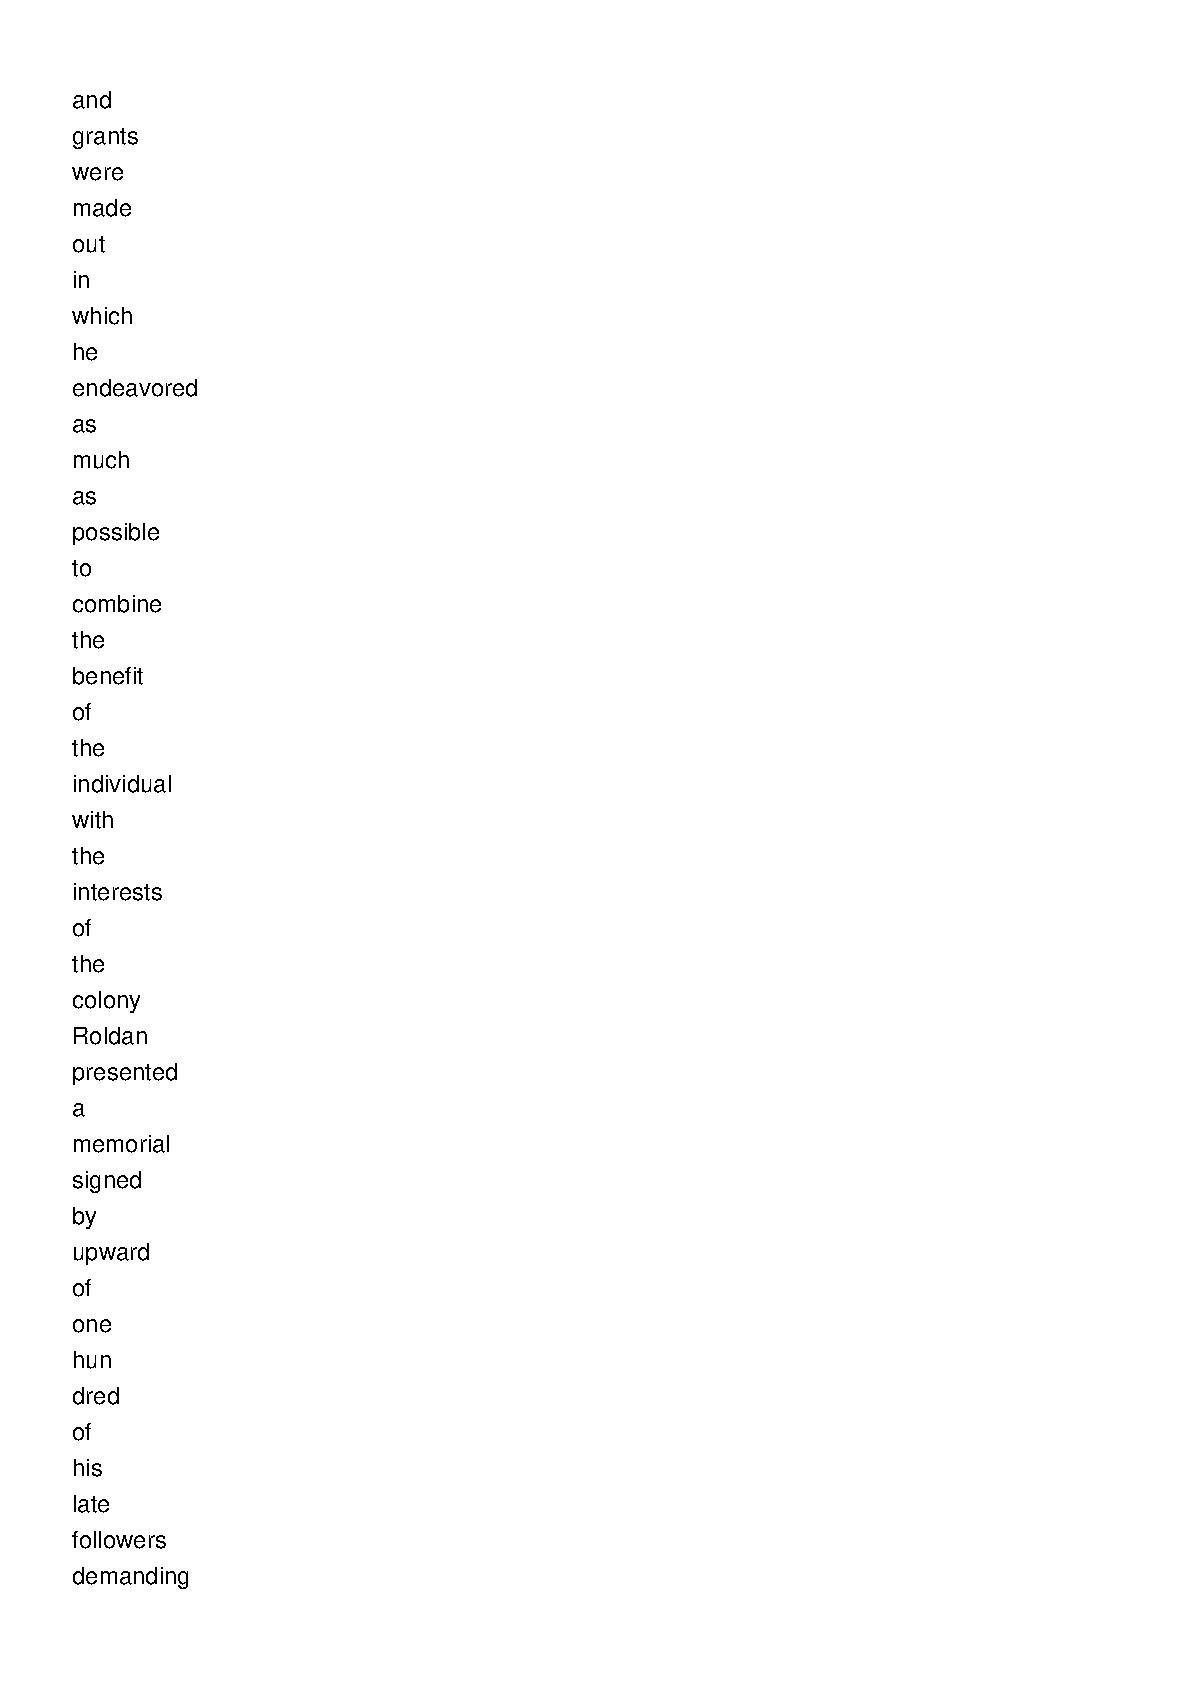 and
grants
were
made
out
in
which
he
endeavored
as
much
as
possible
to
combine
the
benefit
of
the
individual
with
the
interests
of
the
colony
Roldan
presented
a
memorial
signed
by
upward
of
one
hun
dred
of
his
late
followers
demanding